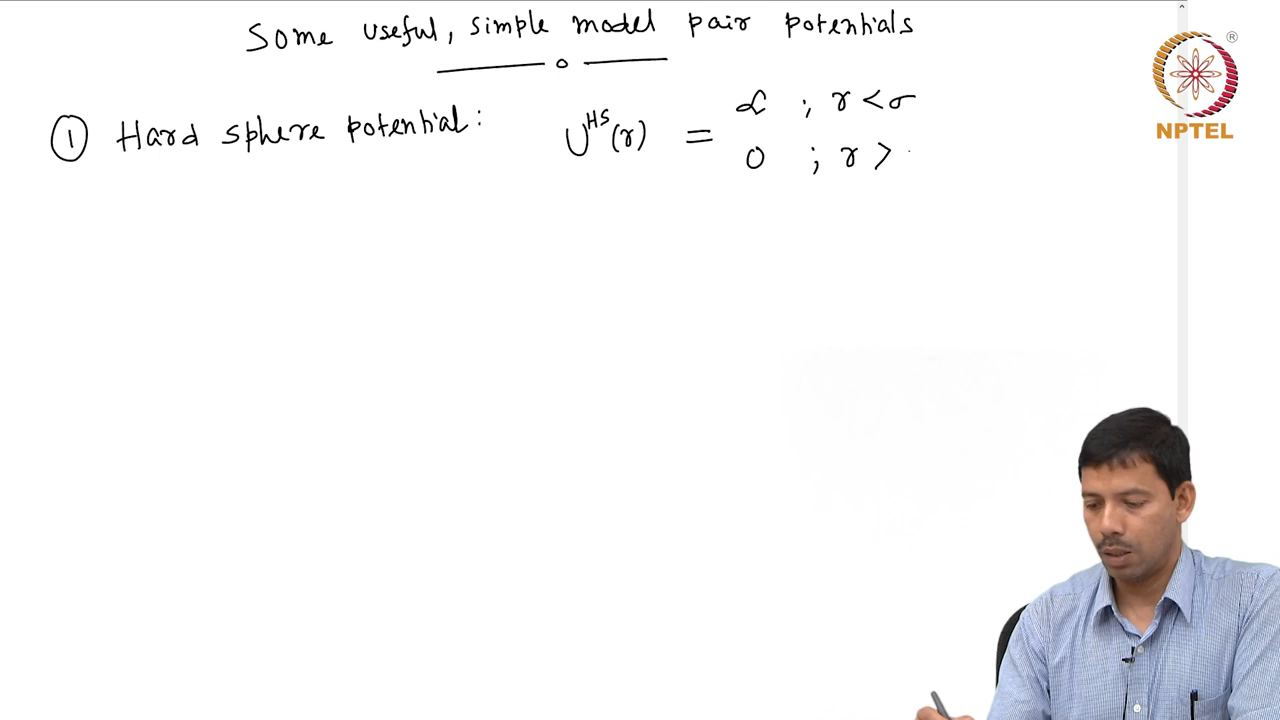 Some useful, simple model pair potentials
① Hard sphere potential: U^HS(r) = ∞ ; r < σ
0 ; r >
®
NPTEL